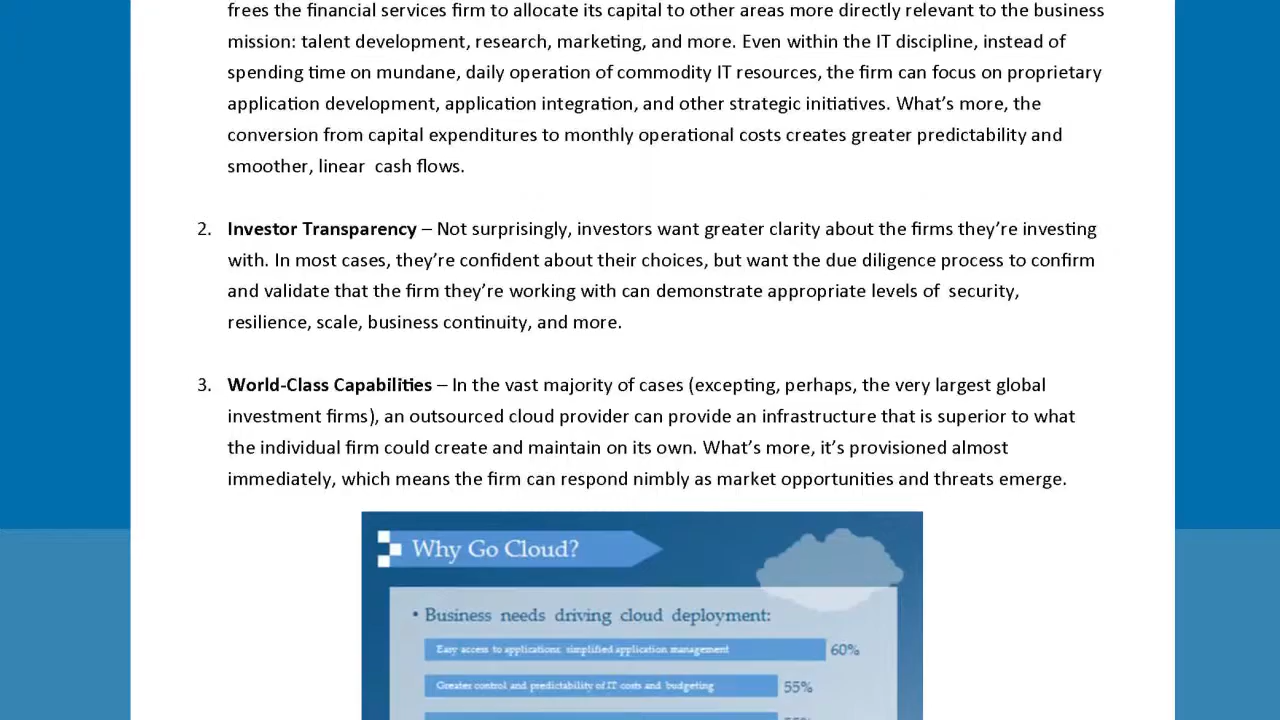 frees the financial services firm to allocate its capital to other areas more directly relevant to the business
mission: talent development, research, marketing, and more. Even within the IT discipline, instead of
spending time on mundane, daily operation of commodity IT resources, the firm can focus on proprietary
application development, application integration, and other strategic initiatives. What’s more, the
conversion from capital expenditures to monthly operational costs creates greater predictability and
smoother, linear cash flows.
2. Investor Transparency – Not surprisingly, investors want greater clarity about the firms they’re investing
with. In most cases, they’re confident about their choices, but want the due diligence process to confirm
and validate that the firm they’re working with can demonstrate appropriate levels of security,
resilience, scale, business continuity, and more.
3. World-Class Capabilities – In the vast majority of cases (excepting, perhaps, the very largest global
investment firms), an outsourced cloud provider can provide an infrastructure that is superior to what
the individual firm could create and maintain on its own. What’s more, it’s provisioned almost
immediately, which means the firm can respond nimbly as market opportunities and threats emerge.
Why Go Cloud?
• Business needs driving cloud deployment:
Easy access to applications; simplified application management 60%
Greater control and predictability of IT costs and budgeting 55%